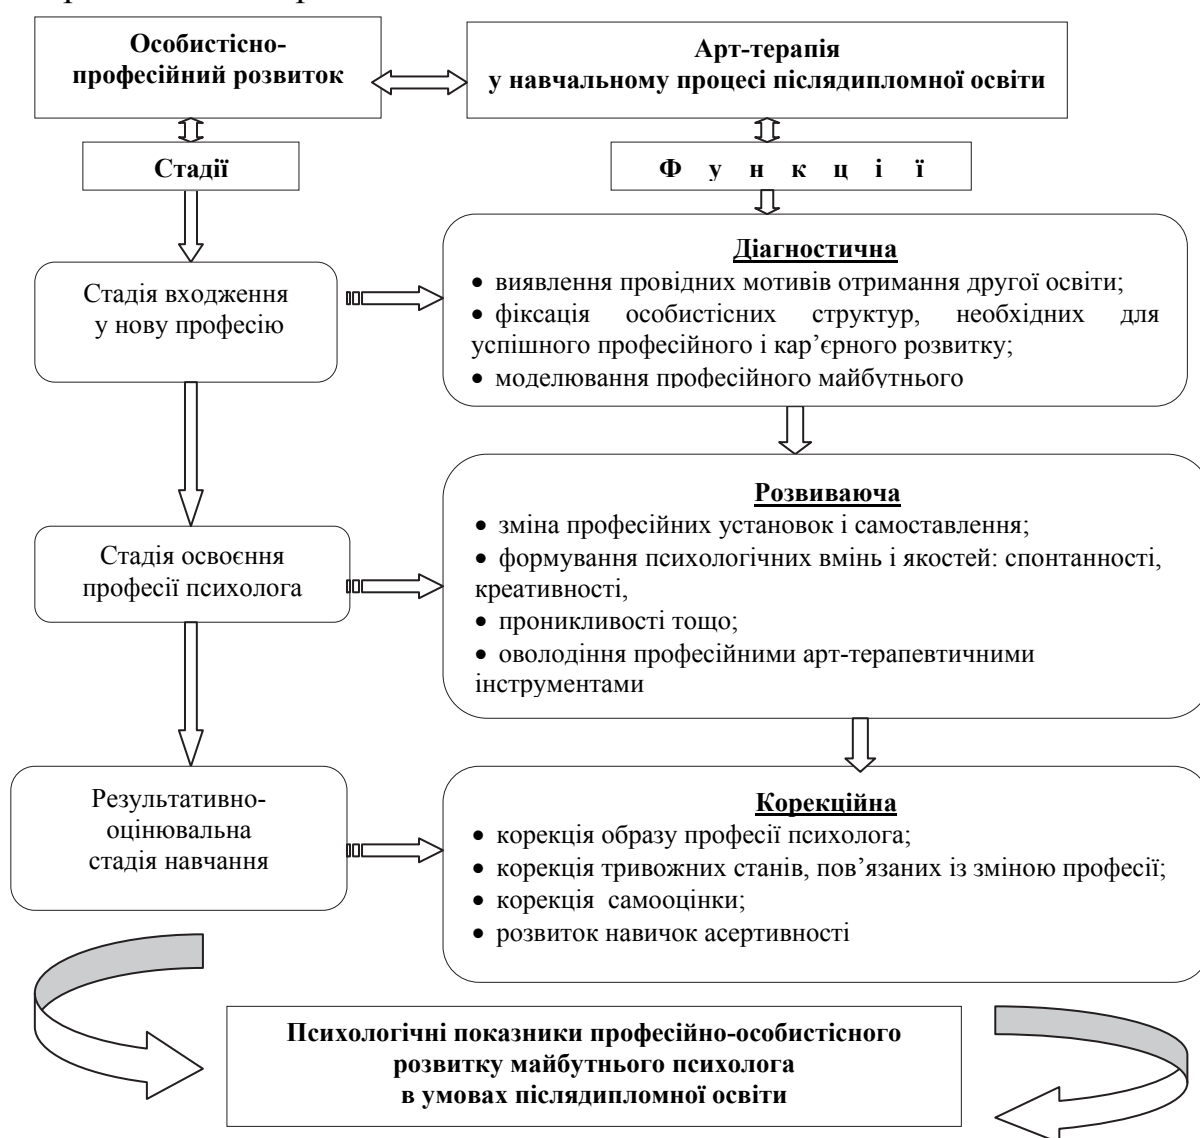 Особистісно-
професійний розвиток
Арт-терапія
у навчальному процесі післядипломної освіти
Стадії
Ф у н к ц і ї
Стадія входження
у нову професію
Діагностична
• виявлення провідних мотивів отримання другої освіти;
• фіксація особистісних структур, необхідних для
успішного професійного і кар’єрного розвитку;
• моделювання професійного майбутнього
Стадія освоєння
професії психолога
Розвиваюча
• зміна професійних установок і самоставлення;
• формування психологічних вмінь і якостей: спонтанності,
креативності,
• проникливості тощо;
• оволодіння професійними арт-терапевтичними
інструментами
Результативно-
оцінювальна
стадія навчання
Корекційна
• корекція образу професії психолога;
• корекція тривожних станів, пов’язаних із зміною професії;
• корекція самооцінки;
• розвиток навичок асертивності
Психологічні показники професійно-особистісного
розвитку майбутнього психолога
в умовах післядипломної освіти